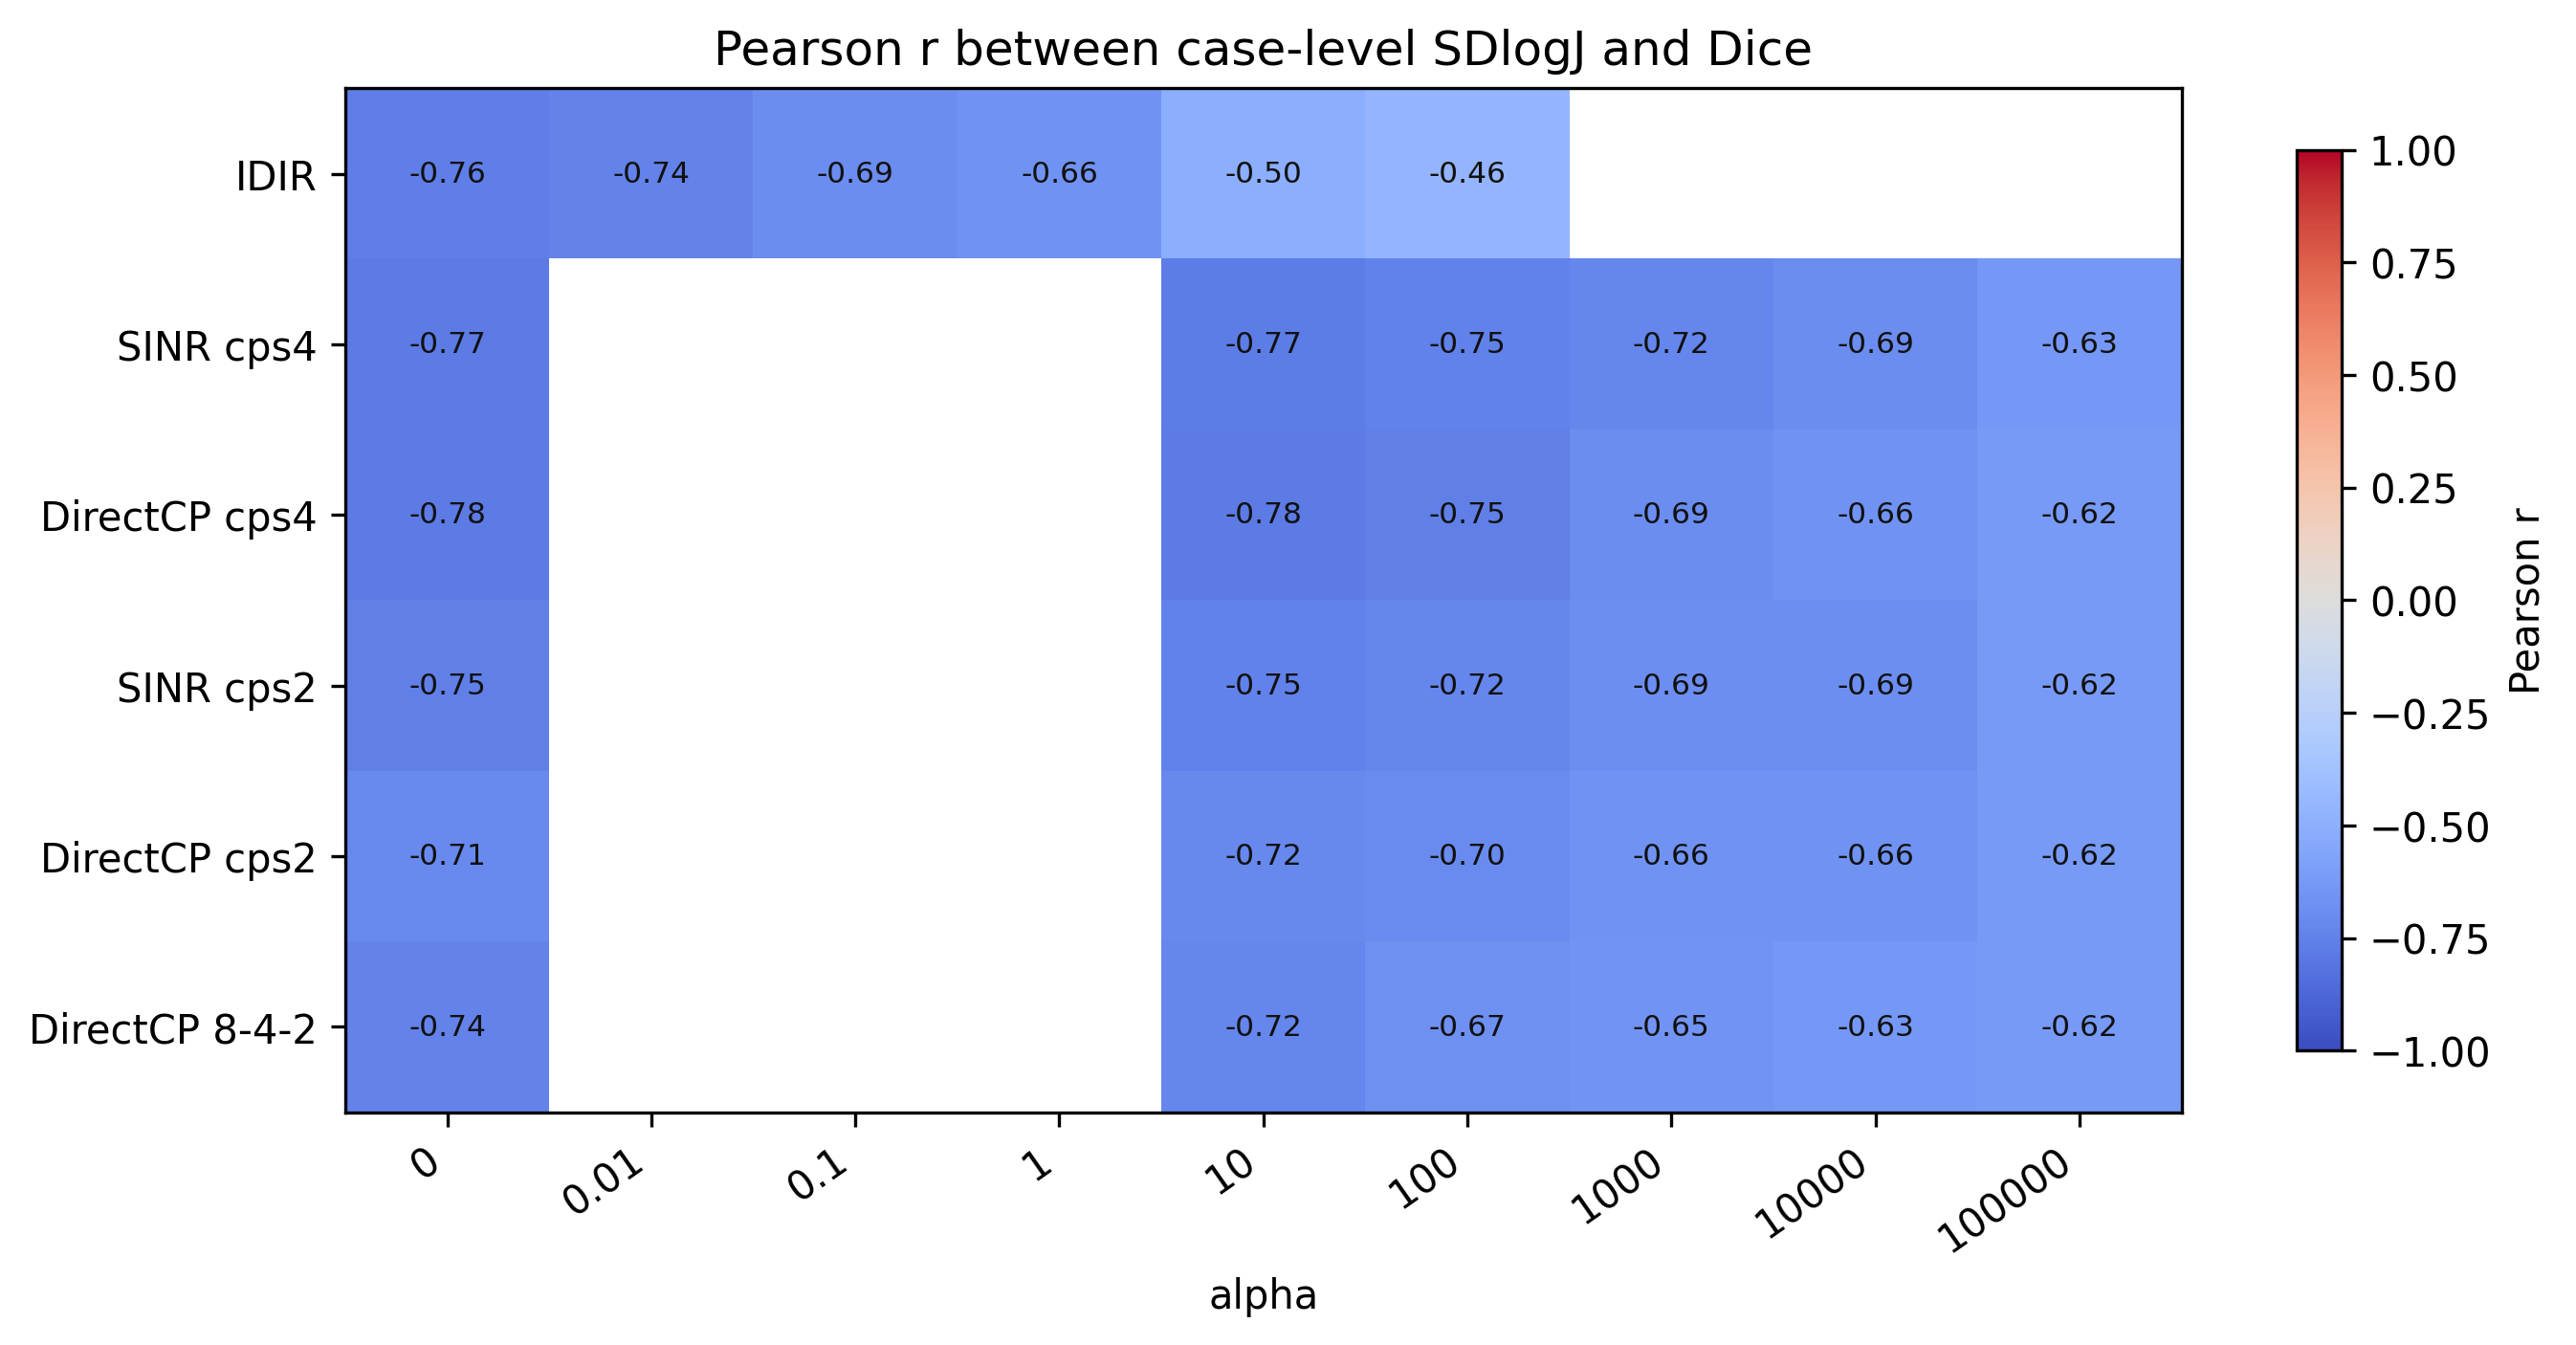 Pearson r between case-level SDlogJ and Dice
IDIR -0.76 -0.74 -0.69 -0.66 -0.50 -0.46
SINR cps4 -0.77 -0.77 -0.75 -0.72 -0.69 -0.63
DirectCP cps4 -0.78 -0.78 -0.75 -0.69 -0.66 -0.62
SINR cps2 -0.75 -0.75 -0.72 -0.69 -0.69 -0.62
DirectCP cps2 -0.71 -0.72 -0.70 -0.66 -0.66 -0.62
DirectCP 8-4-2 -0.74 -0.72 -0.67 -0.65 -0.63 -0.62
0 0.01 0.1 1 10 100 1000 10000 100000
alpha
1.00
0.75
0.50
0.25
0.00
−0.25
−0.50
−0.75
−1.00
Pearson r